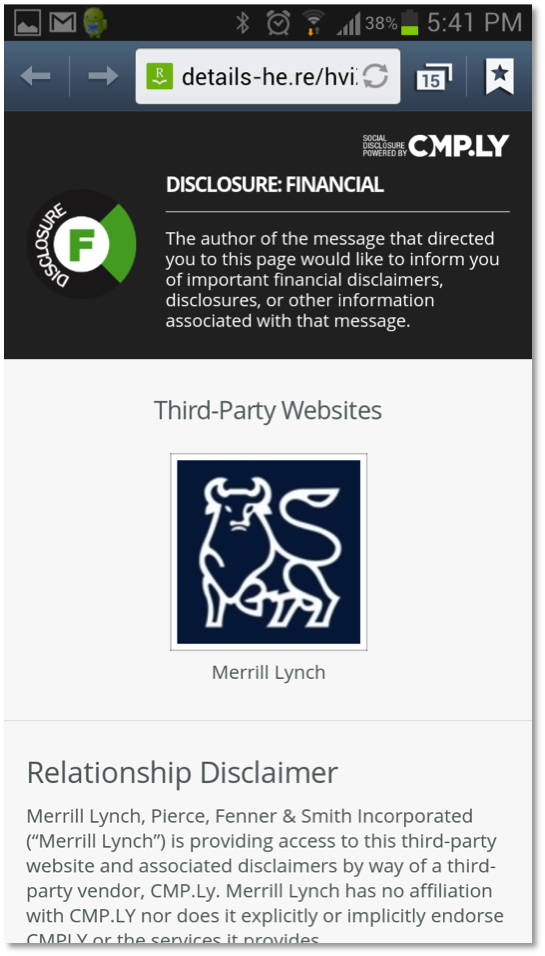 38% 5:41 PM
details-he.re/hvi
15
SOCIAL
DISCLOSURE
POWERED BY CMP.LY
DISCLOSURE: FINANCIAL
DISCLOSURE F
The author of the message that directed
you to this page would like to inform you
of important financial disclaimers,
disclosures, or other information
associated with that message.
Third-Party Websites
Merrill Lynch
Relationship Disclaimer
Merrill Lynch, Pierce, Fenner & Smith Incorporated
(“Merrill Lynch”) is providing access to this third-party
website and associated disclaimers by way of a third-
party vendor, CMP.Ly. Merrill Lynch has no affiliation
with CMP.LY nor does it explicitly or implicitly endorse
CMPLY or the services it provides.